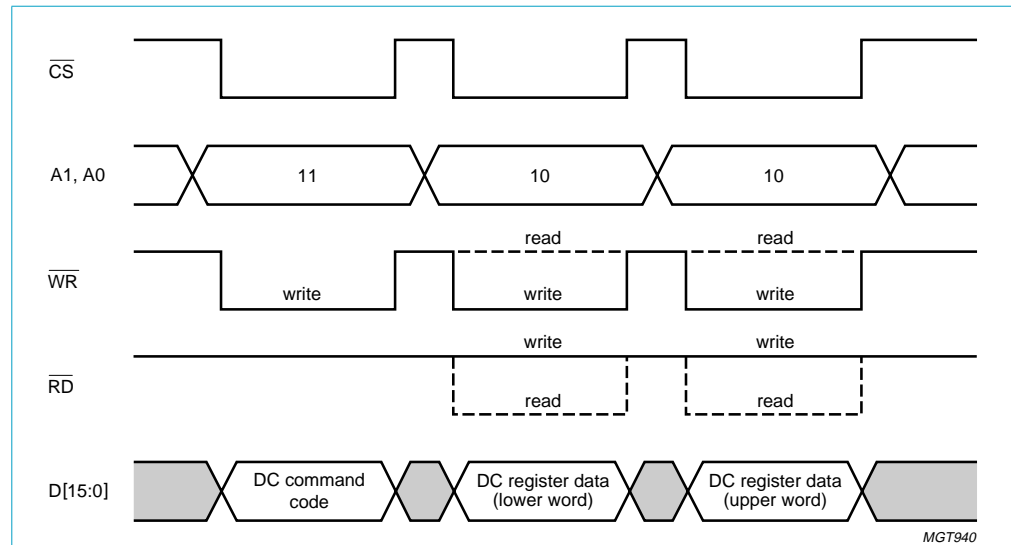 CS
A1, A0
11
10
10
read
read
WR
write
write
write
write
write
RD
read
read
D[15:0]
DC command
code
DC register data
(lower word)
DC register data
(upper word)
MGT940